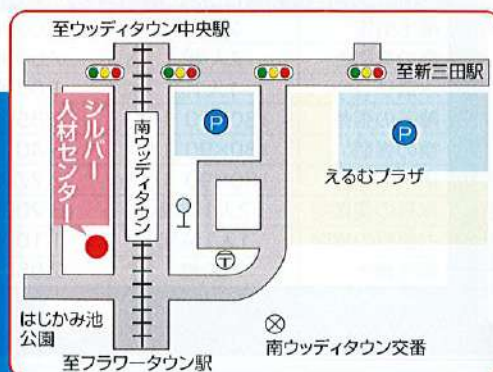 至ウッディタウン中央駅
至新三田駅
P
P
シルバー
人材センター
南ウッディタウン
えるむプラザ
〒
はじかみ池
公園
南ウッディタウン交番
至フラワータウン駅